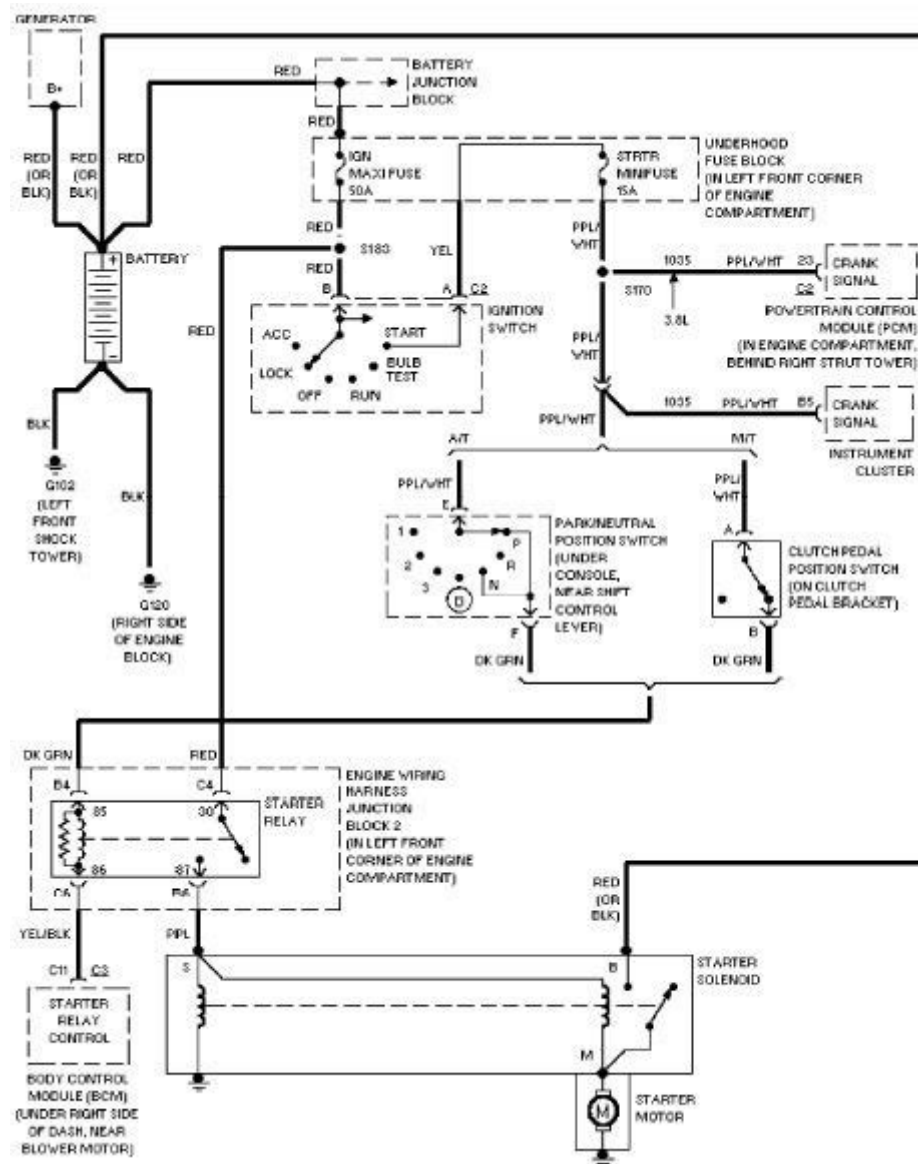 GENERATOR
B+
RED
(OR
BLK)
RED
(OR
BLK)
RED
RED
BATTERY
JUNCTION
BLOCK
RED
IGN
MAXI FUSE
50A
STRTR
MINIFUSE
15A
UNDERHOOD
FUSE BLOCK
(IN LEFT FRONT CORNER
OF ENGINE
COMPARTMENT)
+
BATTERY
-
RED
S183
YEL
PPL/
WHT
RED
RED
B
A
C2
IGNITION
SWITCH
ACC
LOCK
OFF
RUN
BULB
TEST
START
S170
1035
PPL/WHT
23
C2
3.8L
CRANK
SIGNAL
POWERTRAIN CONTROL
MODULE (PCM)
(IN ENGINE COMPARTMENT,
BEHIND RIGHT STRUT TOWER)
PPL/
WHT
1035
PPL/WHT
B5
CRANK
SIGNAL
INSTRUMENT
CLUSTER
PPL/WHT
BLK
G102
(LEFT
FRONT
SHOCK
TOWER)
BLK
G120
(RIGHT SIDE
OF ENGINE
BLOCK)
A/T
M/T
PPL/WHT
E
PPL/
WHT
A
1
2
3
D
N
R
P
PARK/NEUTRAL
POSITION SWITCH
(UNDER
CONSOLE,
NEAR SHIFT
CONTROL
LEVER)
CLUTCH PEDAL
POSITION SWITCH
(ON CLUTCH
PEDAL BRACKET)
F
B
DK GRN
DK GRN
DK GRN
RED
B4
C4
85
30
STARTER
RELAY
86
87
C6
B6
ENGINE WIRING
HARNESS
JUNCTION
BLOCK 2
(IN LEFT FRONT
CORNER OF ENGINE
COMPARTMENT)
YEL/BLK
PPL
RED
(OR
BLK)
C11
C3
STARTER
RELAY
CONTROL
BODY CONTROL
MODULE (BCM)
(UNDER RIGHT SIDE
OF DASH, NEAR
BLOWER MOTOR)
S
B
STARTER
SOLENOID
M
M
STARTER
MOTOR